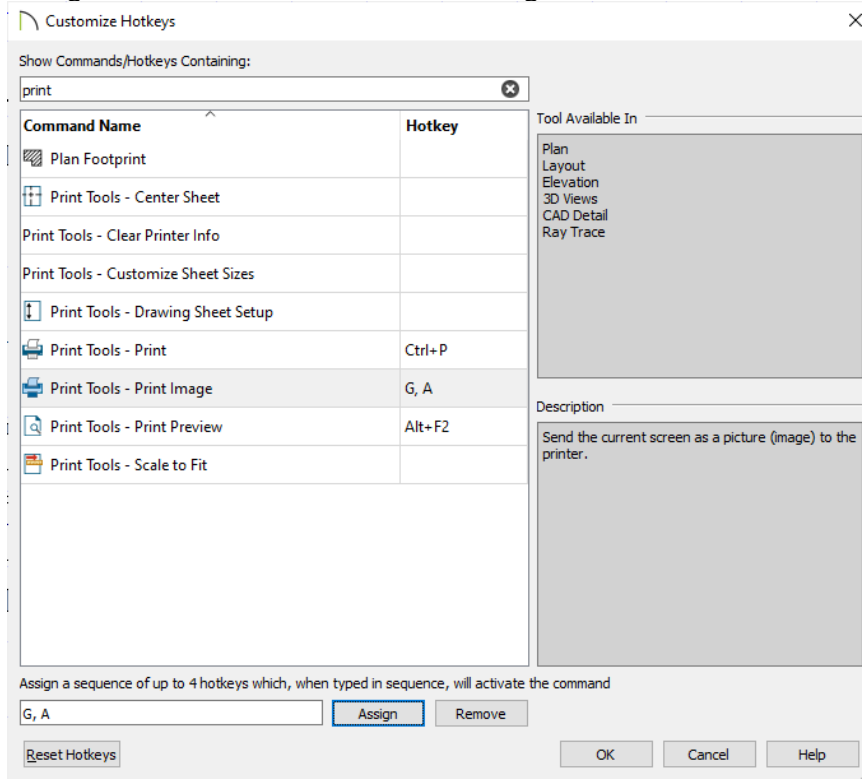 Customize Hotkeys
Show Commands/Hotkeys Containing:
print
Command Name Hotkey
Plan Footprint
Print Tools - Center Sheet
Print Tools - Clear Printer Info
Print Tools - Customize Sheet Sizes
Print Tools - Drawing Sheet Setup
Print Tools - Print Ctrl+P
Print Tools - Print Image G, A
Print Tools - Print Preview Alt+F2
Print Tools - Scale to Fit
Tool Available In
Plan
Layout
Elevation
3D Views
CAD Detail
Ray Trace
Description
Send the current screen as a picture (image) to the
printer.
Assign a sequence of up to 4 hotkeys which, when typed in sequence, will activate the command
G, A Assign Remove
Reset Hotkeys OK Cancel Help